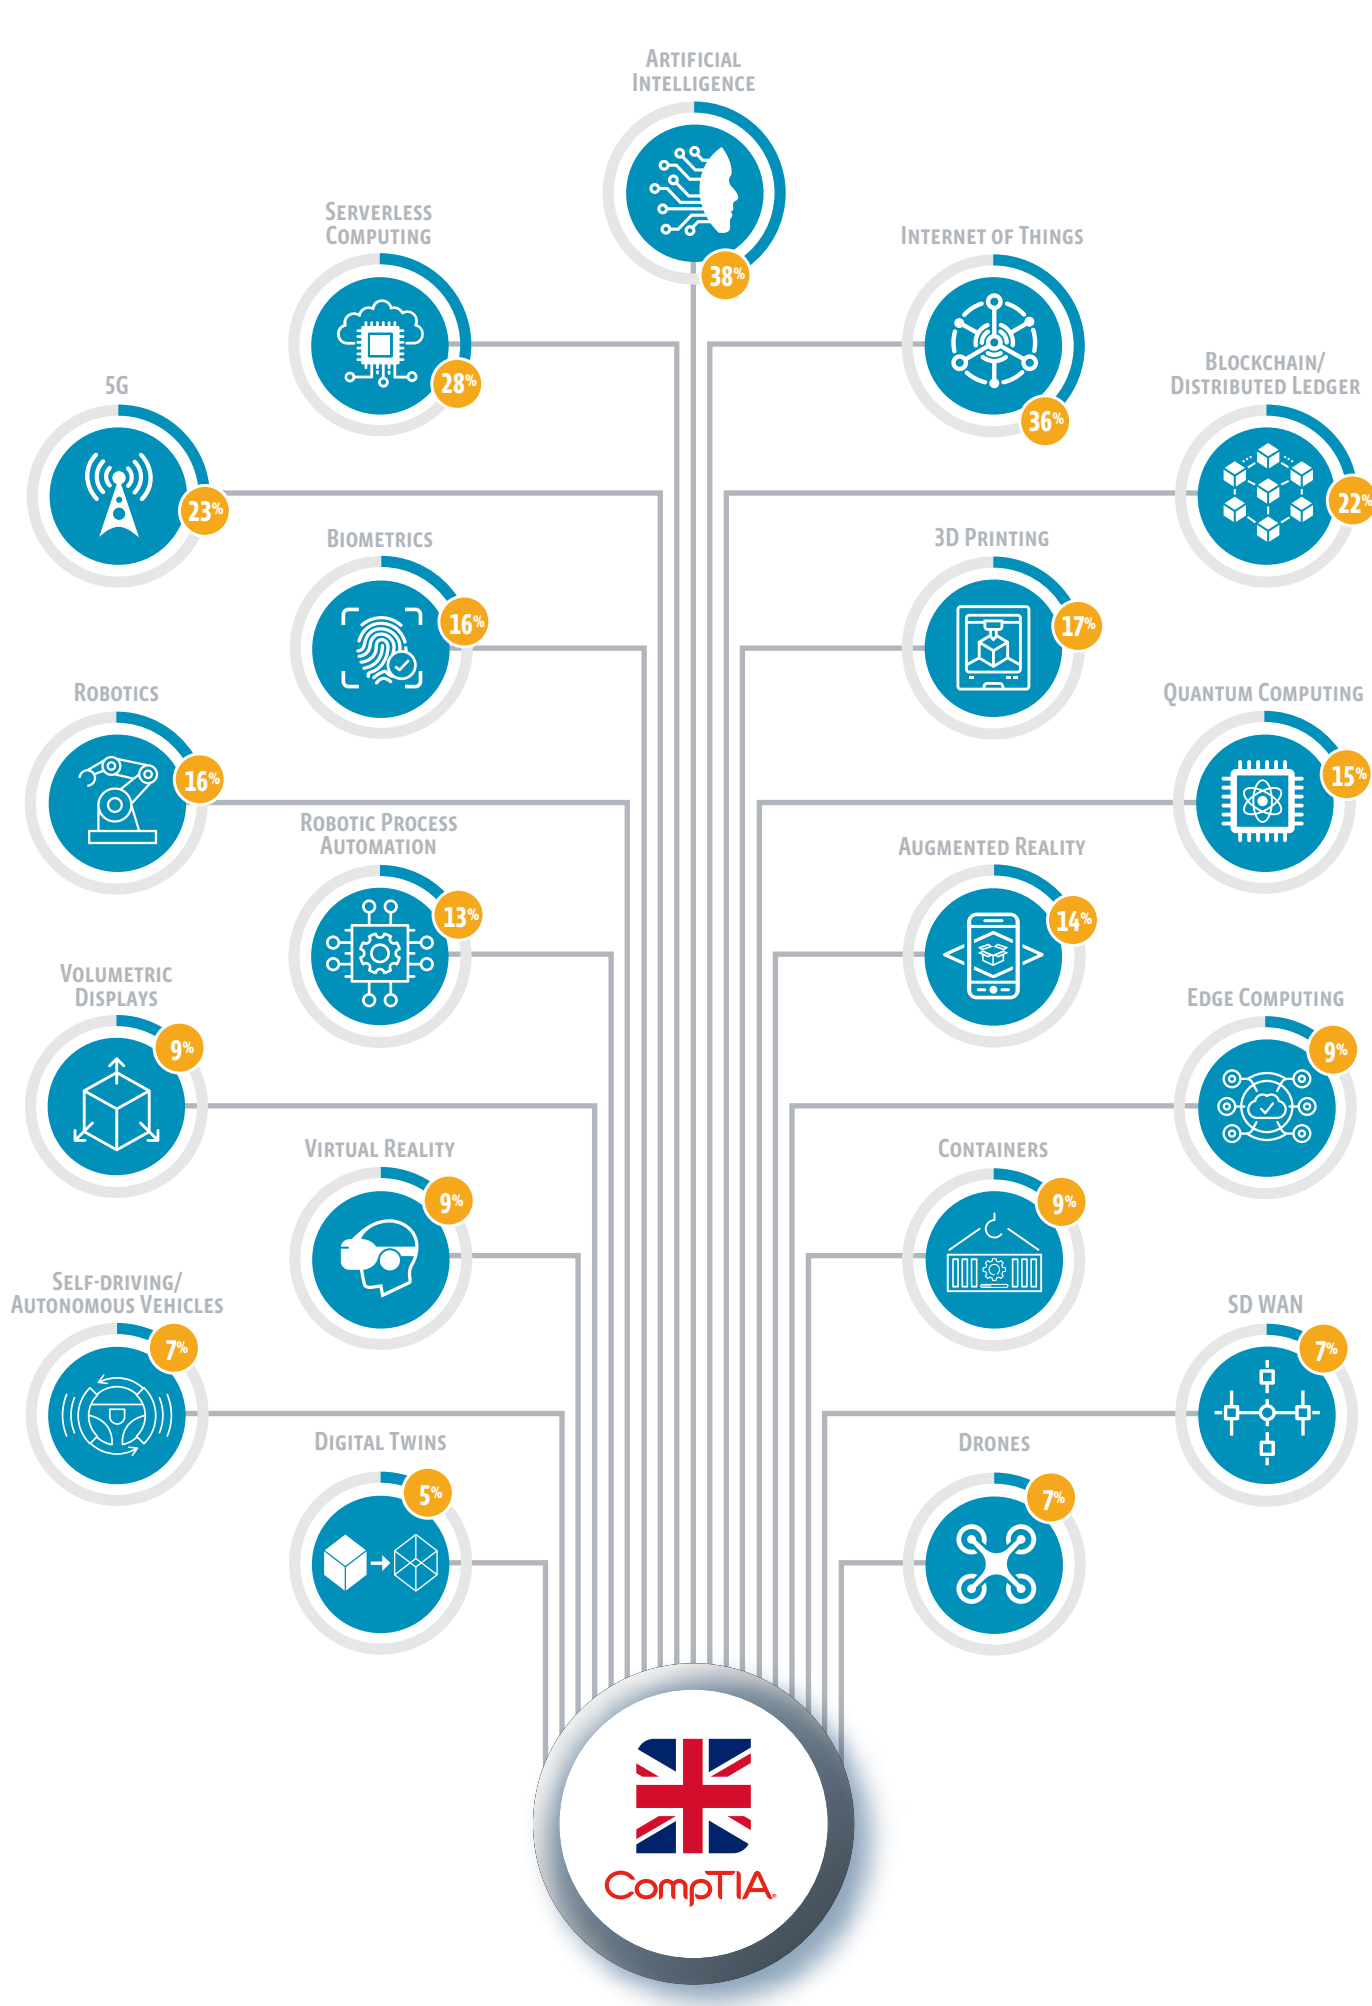 ARTIFICIAL
INTELLIGENCE
38%
SERVERLESS
COMPUTING
28%
INTERNET OF THINGS
36%
5G
23%
BLOCKCHAIN/
DISTRIBUTED LEDGER
22%
BIOMETRICS
16%
3D PRINTING
17%
ROBOTICS
16%
QUANTUM COMPUTING
15%
ROBOTIC PROCESS
AUTOMATION
13%
AUGMENTED REALITY
14%
VOLUMETRIC
DISPLAYS
9%
EDGE COMPUTING
9%
VIRTUAL REALITY
9%
CONTAINERS
9%
SELF-DRIVING/
AUTONOMOUS VEHICLES
7%
SD WAN
7%
DIGITAL TWINS
5%
DRONES
7%
CompTIA